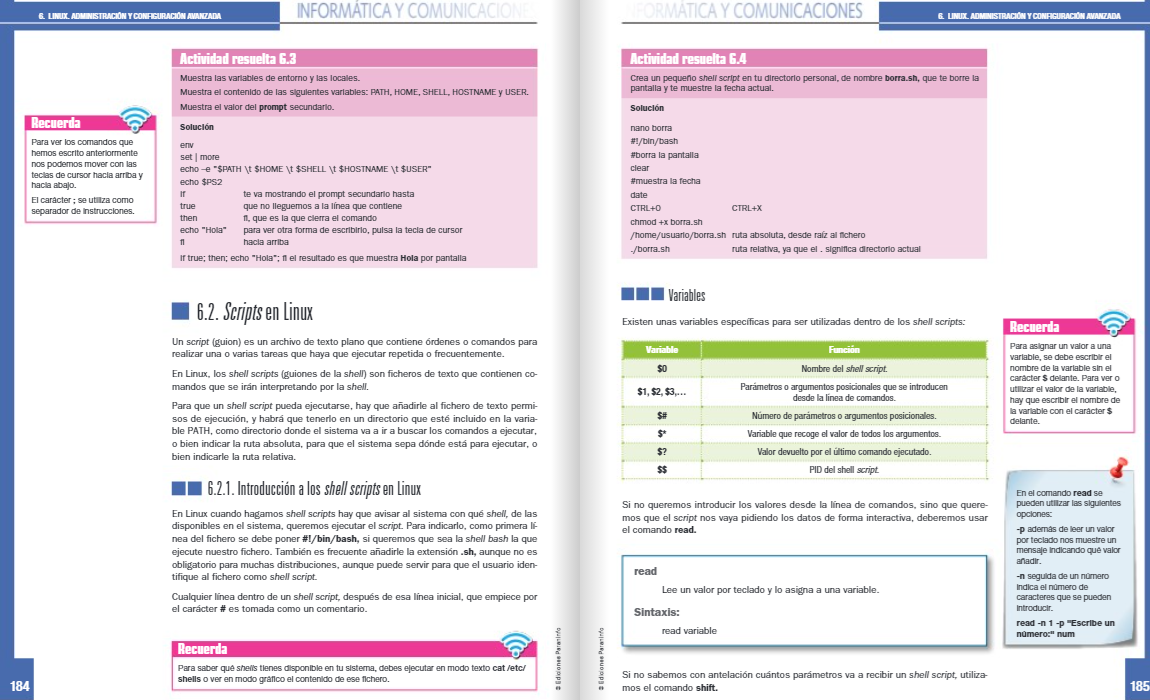 6. LINUX. ADMINISTRACIÓN Y CONFIGURACIÓN AVANZADA
INFORMÁTICA Y COMUNICACIONE
Actividad resuelta 6.3
Muestra las variables de entorno y las locales.
Muestra el contenido de las siguientes variables: PATH, HOME, SHELL, HOSTNAME y USER.
Muestra el valor del prompt secundario.
Solución
env
set | more
echo –e "$PATH \t $HOME \t $SHELL \t $HOSTNAME \t $USER"
echo $PS2
if te va mostrando el prompt secundario hasta
true que no lleguemos a la línea que contiene
then fi, que es la que cierra el comando
echo "Hola" para ver otra forma de escribirlo, pulsa la tecla de cursor
fi hacia arriba
if true; then; echo "Hola"; fi el resultado es que muestra Hola por pantalla
Recuerda
Para ver los comandos que
hemos escrito anteriormente
nos podemos mover con las
teclas de cursor hacia arriba y
hacia abajo.
El carácter ; se utiliza como
separador de instrucciones.
6.2. Scripts en Linux
Un script (guion) es un archivo de texto plano que contiene órdenes o comandos para
realizar una o varias tareas que haya que ejecutar repetida o frecuentemente.
En Linux, los shell scripts (guiones de la shell) son ficheros de texto que contienen co-
mandos que se irán interpretando por la shell.
Para que un shell script pueda ejecutarse, hay que añadirle al fichero de texto permi-
sos de ejecución, y habrá que tenerlo en un directorio que esté incluido en la varia-
ble PATH, como directorio donde el sistema va a ir a buscar los comandos a ejecutar,
o bien indicar la ruta absoluta, para que el sistema sepa dónde está para ejecutar, o
bien indicarle la ruta relativa.
6.2.1. Introducción a los shell scripts en Linux
En Linux cuando hagamos shell scripts hay que avisar al sistema con qué shell, de las
disponibles en el sistema, queremos ejecutar el script. Para indicarlo, como primera lí-
nea del fichero se debe poner #!/bin/bash, si queremos que sea la shell bash la que
ejecute nuestro fichero. También es frecuente añadirle la extensión .sh, aunque no es
obligatorio para muchas distribuciones, aunque puede servir para que el usuario iden-
tifique al fichero como shell script.
Cualquier línea dentro de un shell script, después de esa línea inicial, que empiece por
el carácter # es tomada como un comentario.
Recuerda
Para saber qué shells tienes disponible en tu sistema, debes ejecutar en modo texto cat /etc/
shells o ver en modo gráfico el contenido de ese fichero.
© Ediciones Paraninfo
184
INFORMÁTICA Y COMUNICACIONES
6. LINUX. ADMINISTRACIÓN Y CONFIGURACIÓN AVANZADA
Actividad resuelta 6.4
Crea un pequeño shell script en tu directorio personal, de nombre borra.sh, que te borre la
pantalla y te muestre la fecha actual.
Solución
nano borra
#!/bin/bash
#borra la pantalla
clear
#muestra la fecha
date
CTRL+O CTRL+X
chmod +x borra.sh
/home/usuario/borra.sh ruta absoluta, desde raíz al fichero
./borra.sh ruta relativa, ya que el . significa directorio actual
Variables
Existen unas variables específicas para ser utilizadas dentro de los shell scripts:
Variable Función
$0 Nombre del shell script.
$1, $2, $3,… Parámetros o argumentos posicionales que se introducen
desde la línea de comandos.
$# Número de parámetros o argumentos posicionales.
$* Variable que recoge el valor de todos los argumentos.
$? Valor devuelto por el último comando ejecutado.
$$ PID del shell script.
Si no queremos introducir los valores desde la línea de comandos, sino que quere-
mos que el script nos vaya pidiendo los datos de forma interactiva, deberemos usar
el comando read.
read
Lee un valor por teclado y lo asigna a una variable.
Sintaxis:
read variable
Si no sabemos con antelación cuántos parámetros va a recibir un shell script, utiliza-
mos el comando shift.
Recuerda
Para asignar un valor a una
variable, se debe escribir el
nombre de la variable sin el
carácter $ delante. Para ver o
utilizar el valor de la variable,
hay que escribir el nombre de
la variable con el carácter $
delante.
En el comando read se
pueden utilizar las siguientes
opciones:
-p además de leer un valor
por teclado nos muestre un
mensaje indicando qué valor
añadir.
-n seguida de un número
indica el número de
caracteres que se pueden
introducir.
read -n 1 -p "Escribe un
número:" num
© Ediciones Paraninfo
185